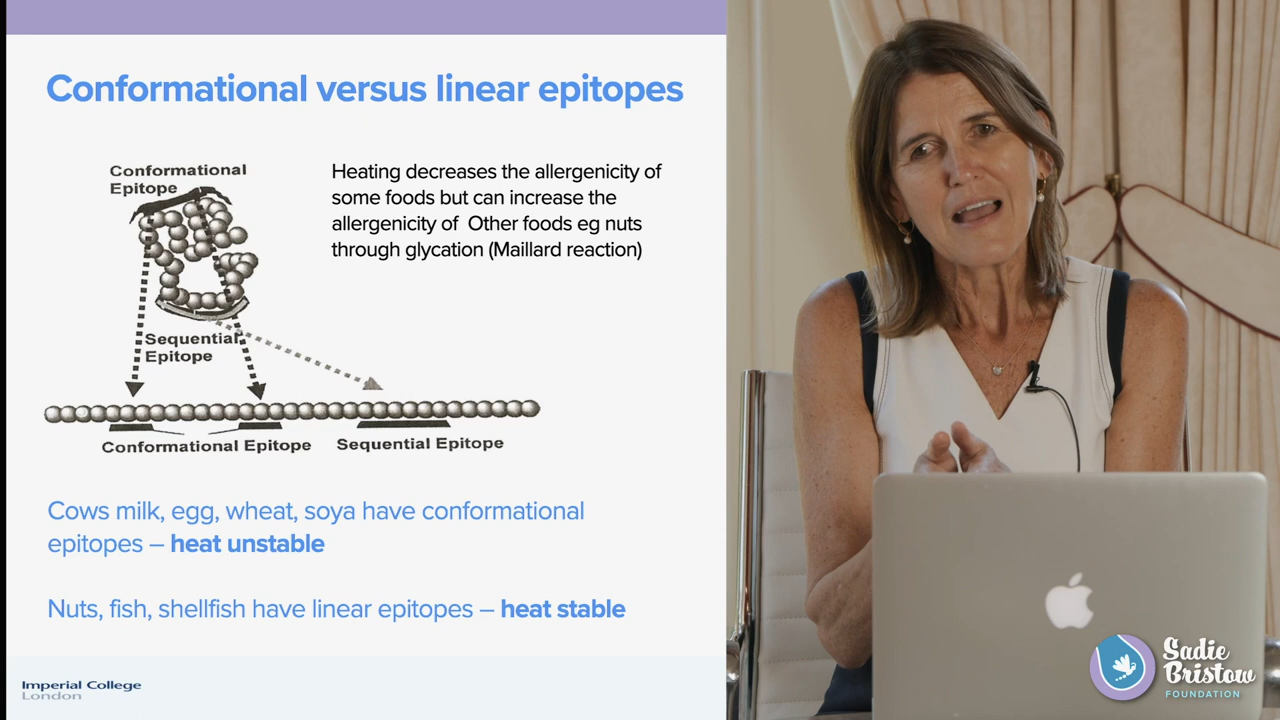 Conformational versus linear epitopes
Conformational
Epitope
Heating decreases the allergenicity of
some foods but can increase the
allergenicity of  Other foods eg nuts
through glycation (Maillard reaction)
Sequential
Epitope
Conformational Epitope
Sequential Epitope
Cows milk, egg, wheat, soya have conformational
epitopes – heat unstable
Nuts, fish, shellfish have linear epitopes – heat stable
Imperial College
London
Sadie
Bristow
FOUNDATION